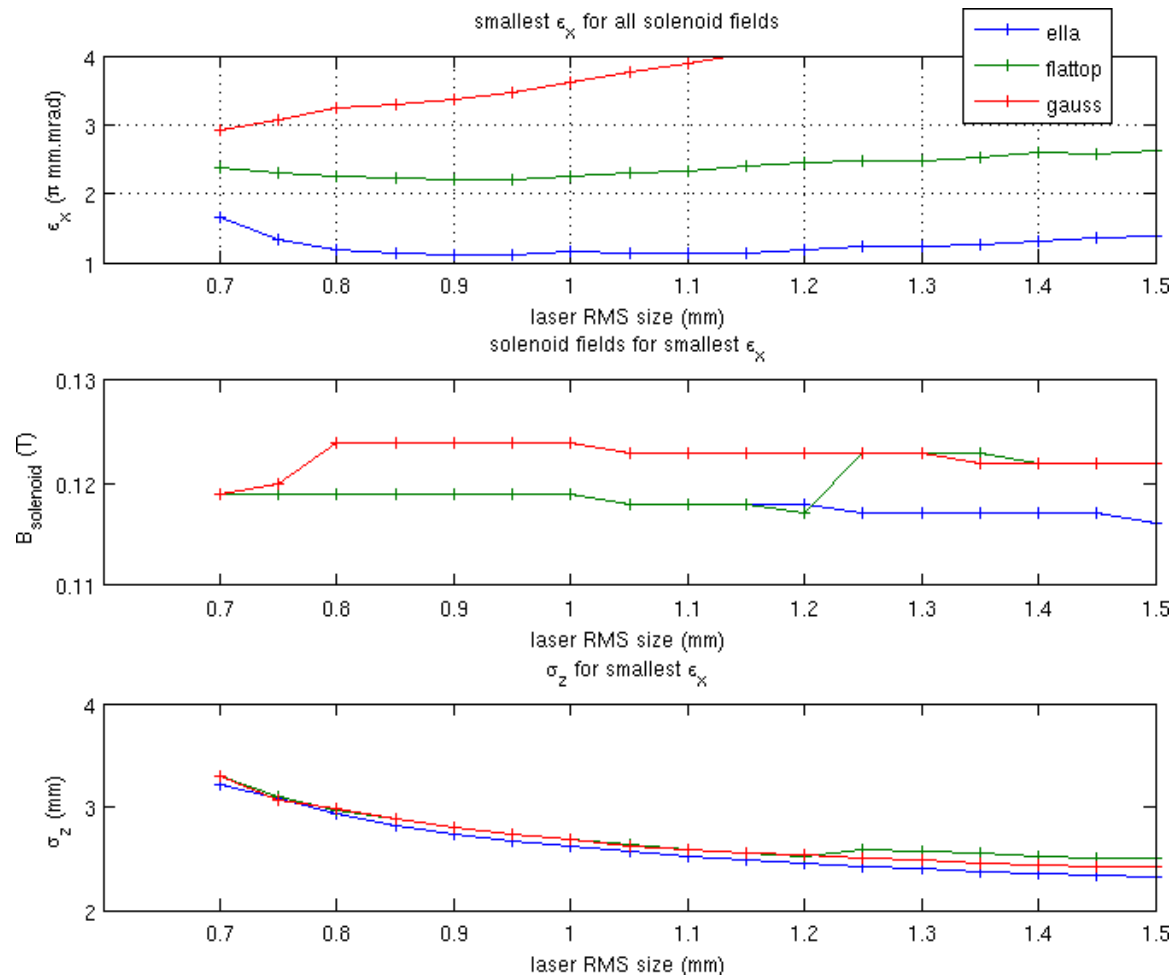 smallest ε_x for all solenoid fields
ella
flattop
gauss
4
3
2
1
ε_x (π mm.mrad)
0.7 0.8 0.9 1 1.1 1.2 1.3 1.4 1.5
laser RMS size (mm)
solenoid fields for smallest ε_x
0.13
0.12
0.11
B_solenoid (T)
0.7 0.8 0.9 1 1.1 1.2 1.3 1.4 1.5
laser RMS size (mm)
σ_z for smallest ε_x
4
3
2
σ_z (mm)
0.7 0.8 0.9 1 1.1 1.2 1.3 1.4 1.5
laser RMS size (mm)